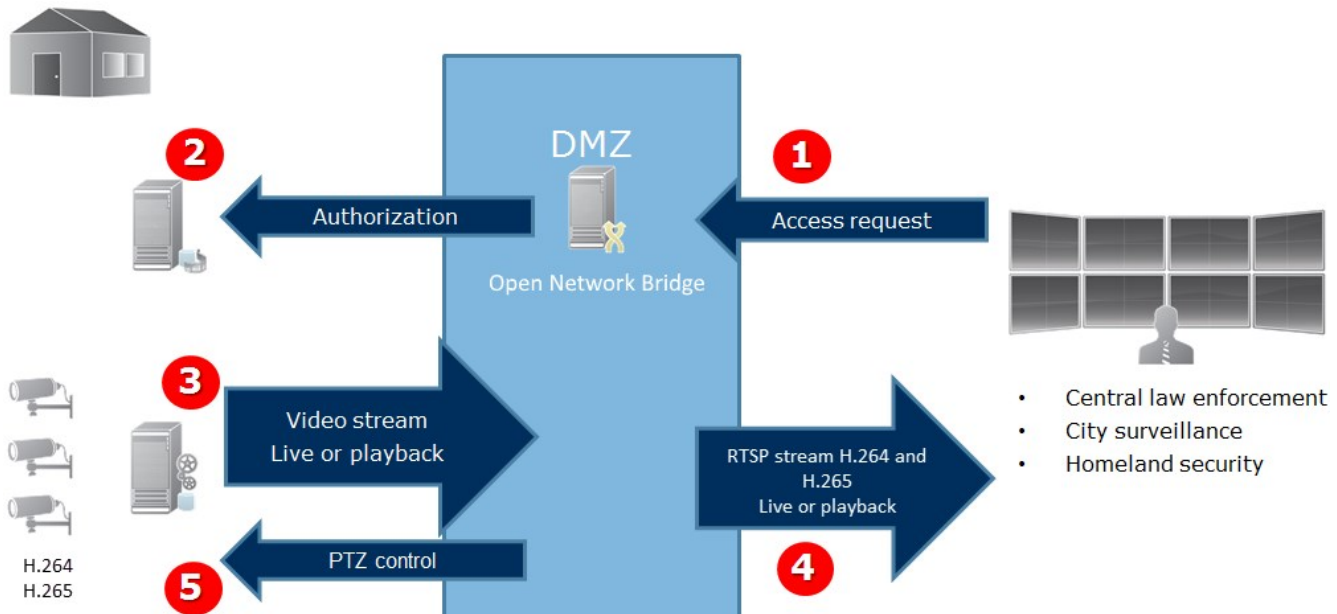 2
DMZ
1
Authorization
Access request
Open Network Bridge
3
Video stream
Live or playback
RTSP stream H.264 and
H.265
Live or playback
• Central law enforcement
• City surveillance
• Homeland security
PTZ control
4
H.264
H.265
5